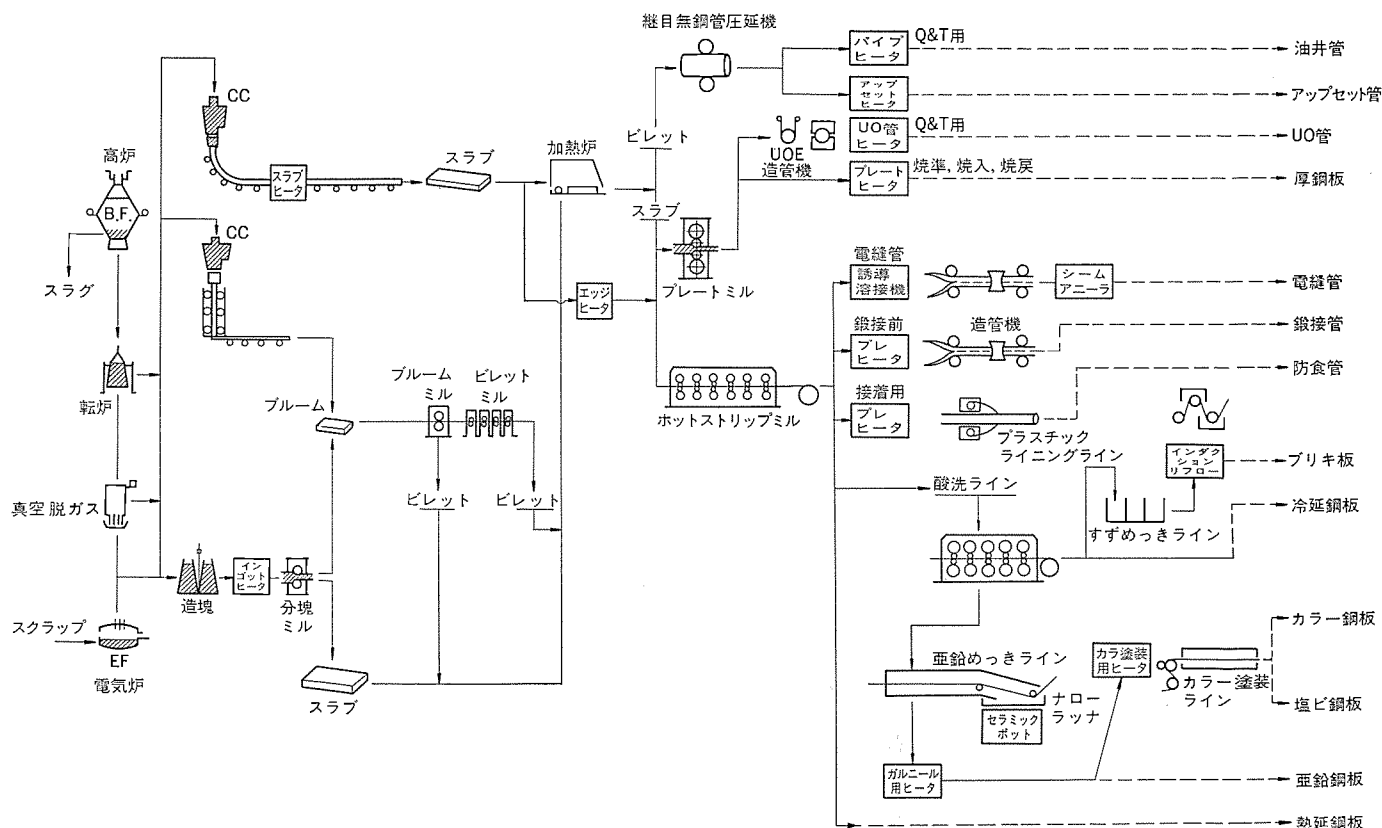 継目無鋼管圧延機
パイプ
ヒータ
Q&T用
油井管
アップ
セット
ヒータ
アップセット管
CC
ビレット
UOE
造管機
UO管
ヒータ
Q&T用
UO管
高炉
B.F.
スラブ
ヒータ
スラブ
加熱炉
プレート
ヒータ
焼準, 焼入, 焼戻
厚鋼板
スラブ
CC
スラグ
プレートミル
エッジ
ヒータ
電縫管
誘導
溶接機
シーム
アニーラ
電縫管
鍛接前
プレ
ヒータ
造管機
鍛接管
転炉
ブルーム
ブルーム
ミル
ビレット
ミル
ホットストリップミル
接着用
プレ
ヒータ
プラスチック
ライニングライン
防食管
インダク
ション
リフロー
ブリキ板
真空脱ガス
ビレット
ビレット
酸洗ライン
すずめっきライン
冷延鋼板
造塊
イン
ゴット
ヒータ
分塊
ミル
スクラップ
EF
電気炉
スラブ
亜鉛めっきライン
ナロー
ラッナ
セラミック
ポット
カラ塗装
用ヒータ
カラー塗装
ライン
カラー鋼板
塩ビ鋼板
ガルニール
用ヒータ
亜鉛鋼板
熱延鋼板